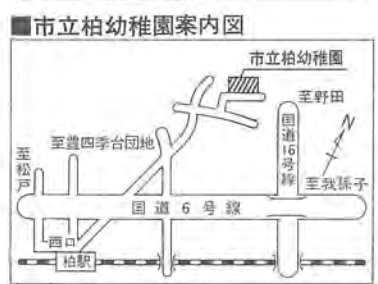 ■市立柏幼稚園案内図
市立柏幼稚園
至野田
N
国道16号線
至豊四季台団地
至松戸
至我孫子
国道6号線
西口
柏駅